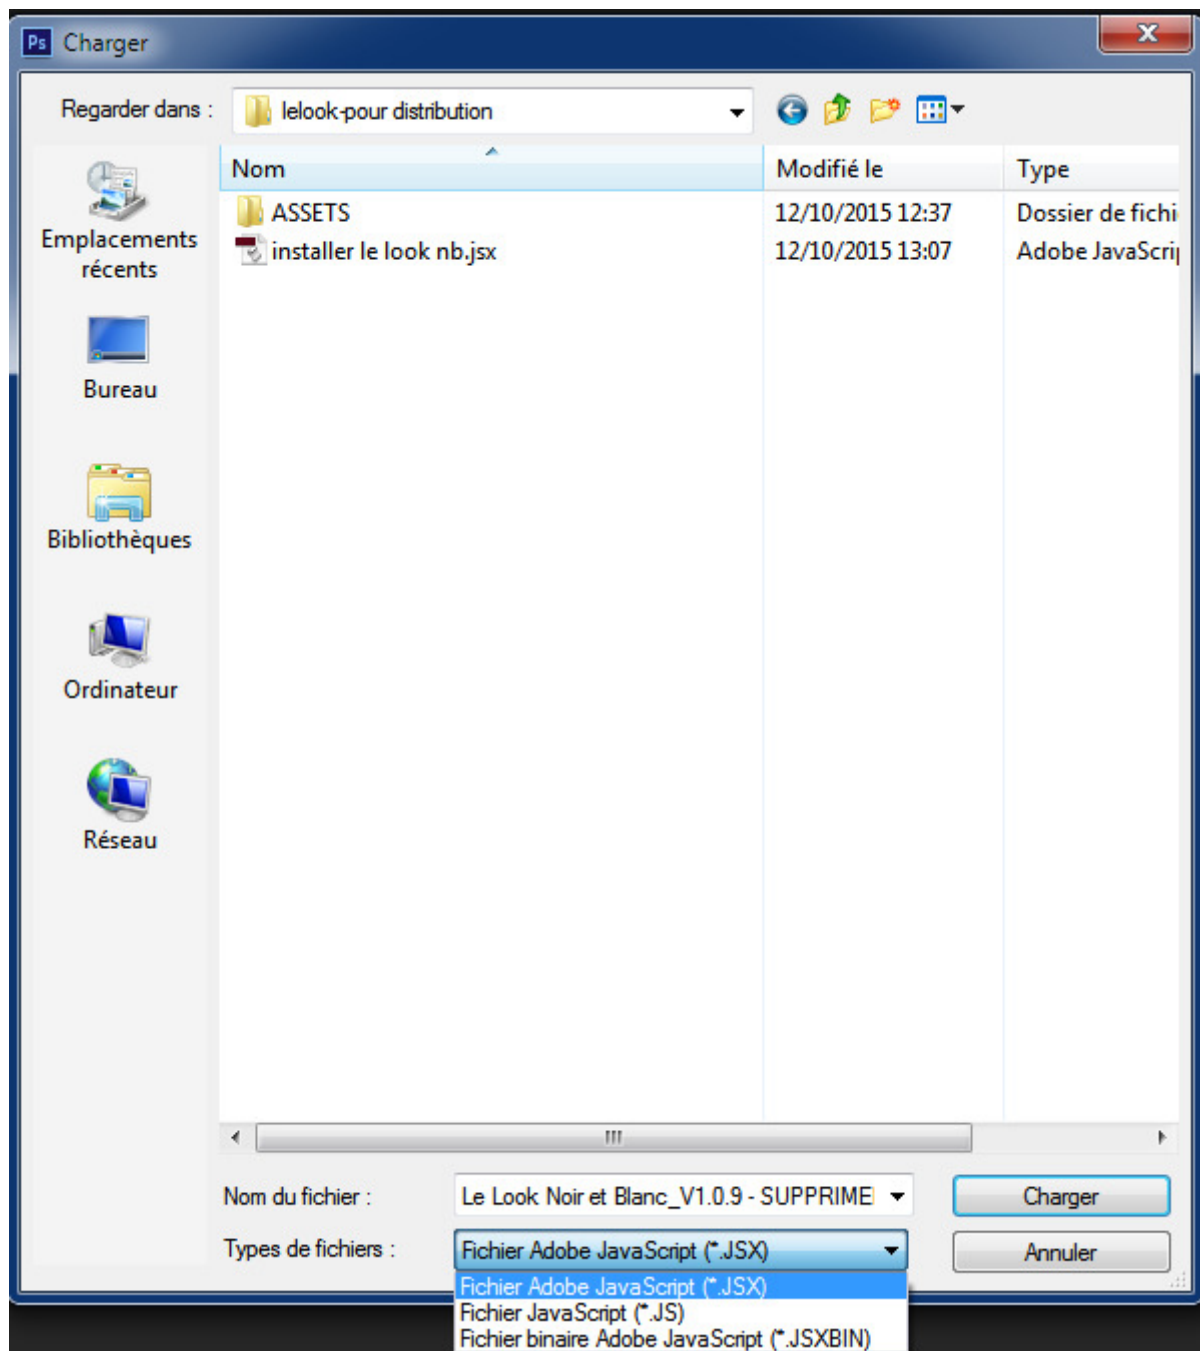 Ps Charger
Regarder dans : lelook-pour distribution
Nom Modifié le Type
ASSETS 12/10/2015 12:37 Dossier de fichi
installer le look nb.jsx 12/10/2015 13:07 Adobe JavaScrip
Emplacements
récents
Bureau
Bibliothèques
Ordinateur
Réseau
Nom du fichier : Le Look Noir et Blanc_V1.0.9 - SUPPRIME Charger
Types de fichiers : Fichier Adobe JavaScript (*.JSX) Annuler
Fichier Adobe JavaScript (*.JSX)
Fichier JavaScript (*.JS)
Fichier binaire Adobe JavaScript (*.JSXBIN)